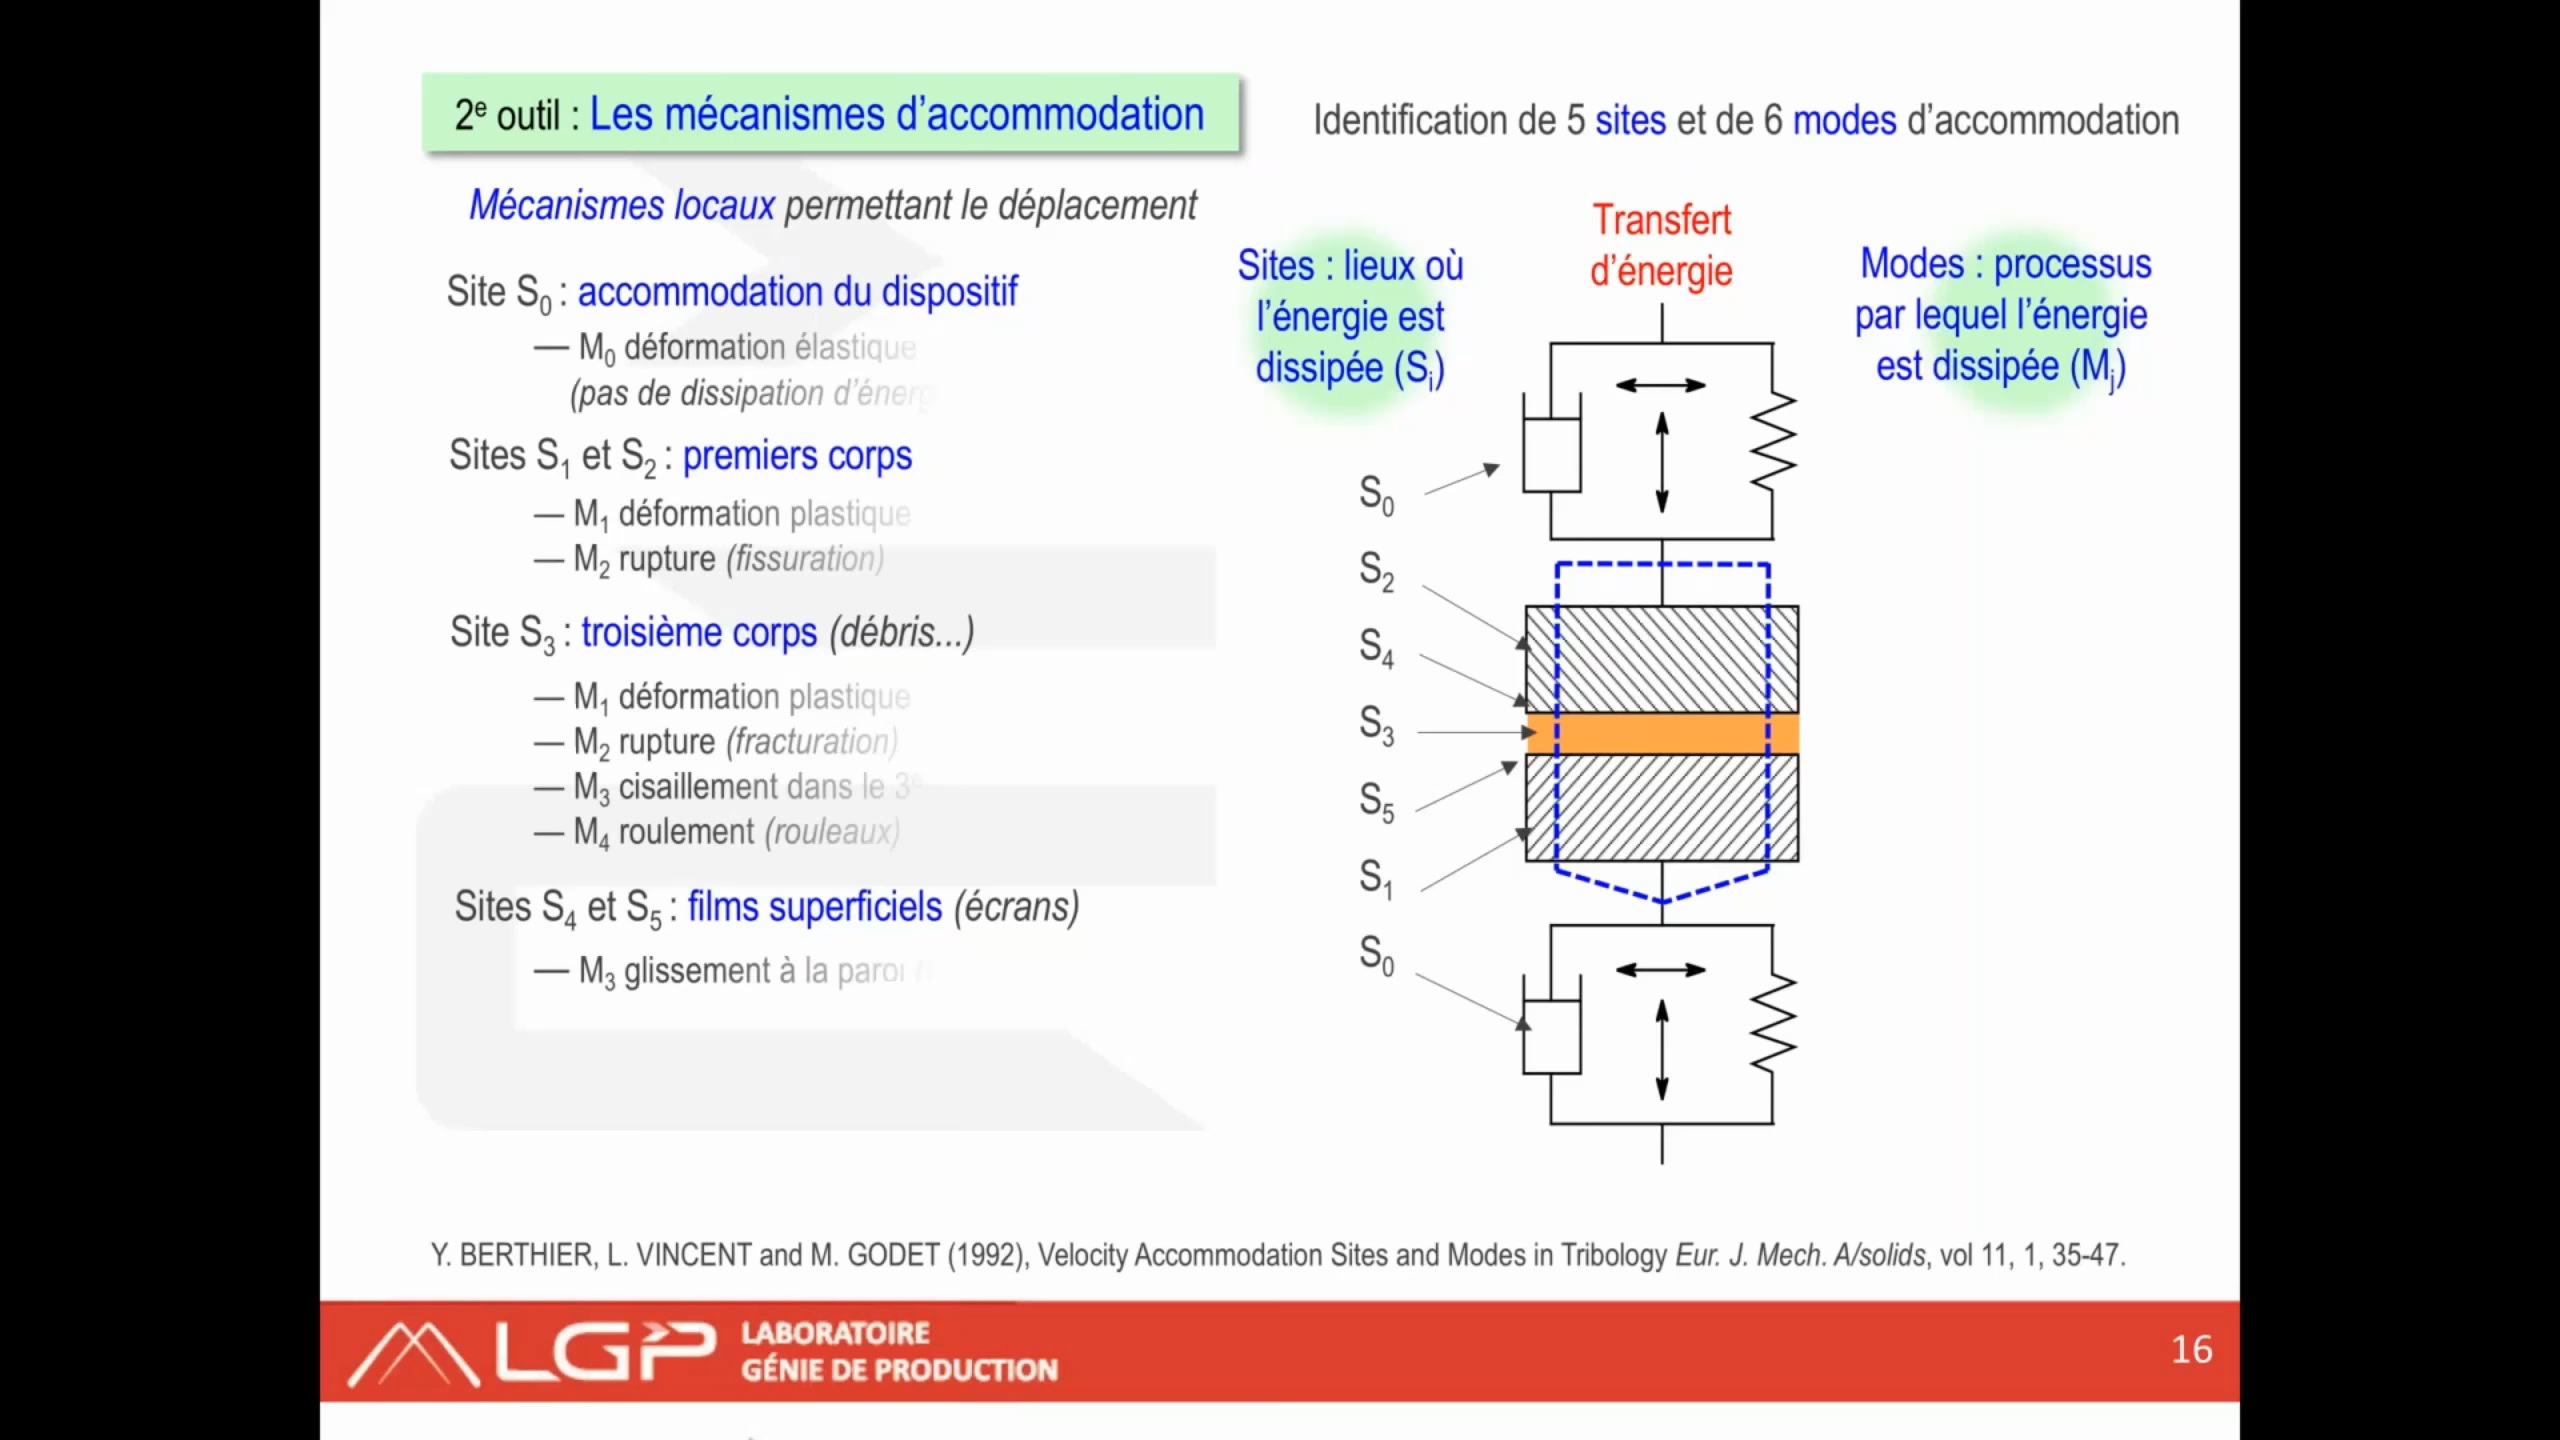 2e outil : Les mécanismes d’accommodation
Identification de 5 sites et de 6 modes d’accommodation
Mécanismes locaux permettant le déplacement
Site S0 : accommodation du dispositif
— M0 déformation élastique
(pas de dissipation d’énerg
Sites S1 et S2 : premiers corps
— M1 déformation plastique
— M2 rupture (fissuration)
Site S3 : troisième corps (débris...)
— M1 déformation plastique
— M2 rupture (fracturation)
— M3 cisaillement dans le 3e
— M4 roulement (rouleaux)
Sites S4 et S5 : films superficiels (écrans)
— M3 glissement à la paroi
Sites : lieux où
l’énergie est
dissipée (Si)
Transfert
d’énergie
Modes : processus
par lequel l’énergie
est dissipée (Mj)
S0
S2
S4
S3
S5
S1
S0
Y. BERTHIER, L. VINCENT and M. GODET (1992), Velocity Accommodation Sites and Modes in Tribology Eur. J. Mech. A/solids, vol 11, 1, 35-47.
LGP
LABORATOIRE
GÉNIE DE PRODUCTION
16